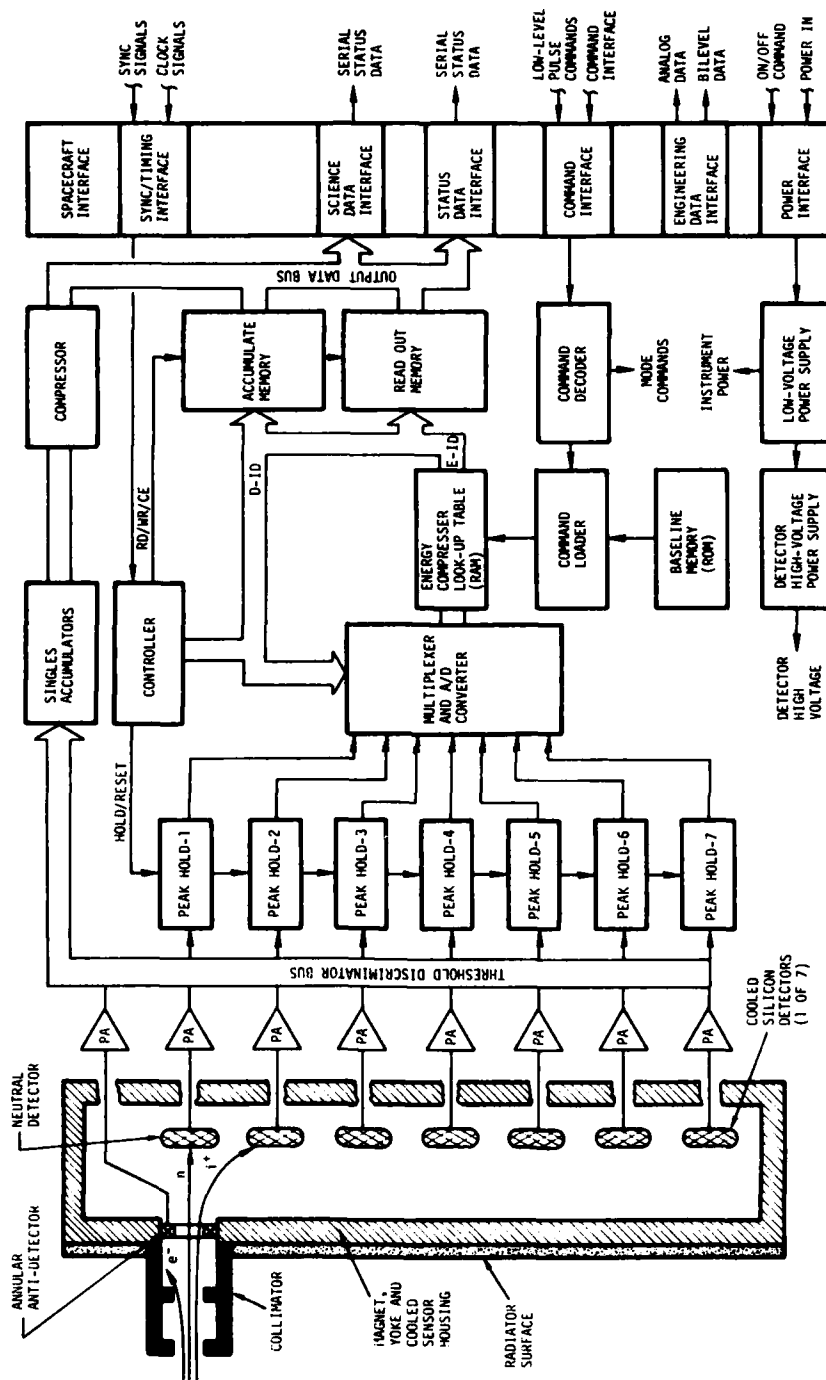 SYNC
SIGNALS
CLOCK
SIGNALS
SERIAL
STATUS
DATA
SERIAL
STATUS
DATA
LOW-LEVEL
PULSE
COMMANDS
COMMAND
INTERFACE
ANALOG
DATA
BILEVEL
DATA
ON/OFF
COMMAND
POWER IN
SPACECRAFT
INTERFACE
SYNC/TIMING
INTERFACE
SCIENCE
DATA
INTERFACE
STATUS
DATA
INTERFACE
COMMAND
INTERFACE
ENGINEERING
DATA
INTERFACE
POWER
INTERFACE
OUTPUT DATA BUS
COMPRESSOR
ACCUMULATE
MEMORY
READ OUT
MEMORY
COMMAND
DECODER
MODE
COMMANDS
INSTRUMENT
POWER
LOW-VOLTAGE
POWER SUPPLY
RD/WR/CE
D-ID
E-ID
SINGLES
ACCUMULATORS
CONTROLLER
ENERGY
COMPRESSER
LOOK-UP TABLE
(RAM)
COMMAND
LOADER
BASELINE
MEMORY
(ROM)
DETECTOR
HIGH-VOLTAGE
POWER SUPPLY
MULTIPLEXER
AND A/D
CONVERTER
DETECTOR
HIGH
VOLTAGE
HOLD/RESET
PEAK HOLD-1
PEAK HOLD-2
PEAK HOLD-3
PEAK HOLD-4
PEAK HOLD-5
PEAK HOLD-6
PEAK HOLD-7
THRESHOLD DISCRIMINATOR BUS
PA
PA
PA
PA
PA
PA
PA
PA
COOLED
SILICON
DETECTORS
(1 OF 7)
NEUTRAL
DETECTOR
n
i+
e-
ANNULAR
ANTI-DETECTOR
COLLIMATOR
MAGNET,
YOKE AND
COOLED
SENSOR
HOUSING
RADIATOR
SURFACE